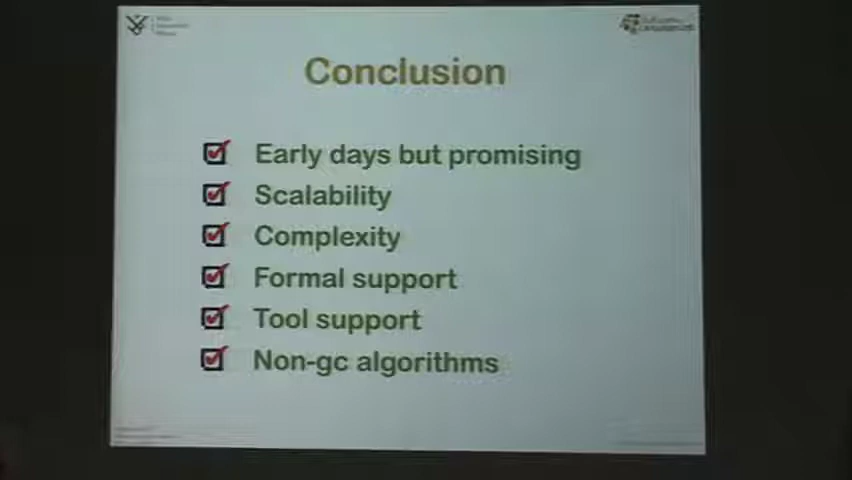 Conclusion
Early days but promising
Scalability
Complexity
Formal support
Tool support
Non-gc algorithms